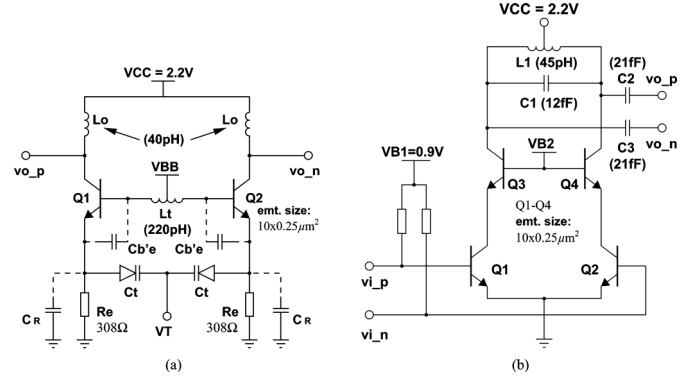 VCC = 2.2V
Lo
Lo
(40pH)
vo_p
VBB
vo_n
Q1
Q2
Lt
(220pH)
emt. size:
10x0.25μm²
Cb'e
Cb'e
Ct
Ct
CR
Re
308Ω
VT
Re
308Ω
CR
(a)
VCC = 2.2V
L1 (45pH)
(21fF)
C2
vo_p
C1 (12fF)
vo_n
C3
(21fF)
VB1=0.9V
VB2
Q3
Q4
Q1-Q4
emt. size:
10x0.25μm²
vi_p
Q1
Q2
vi_n
(b)